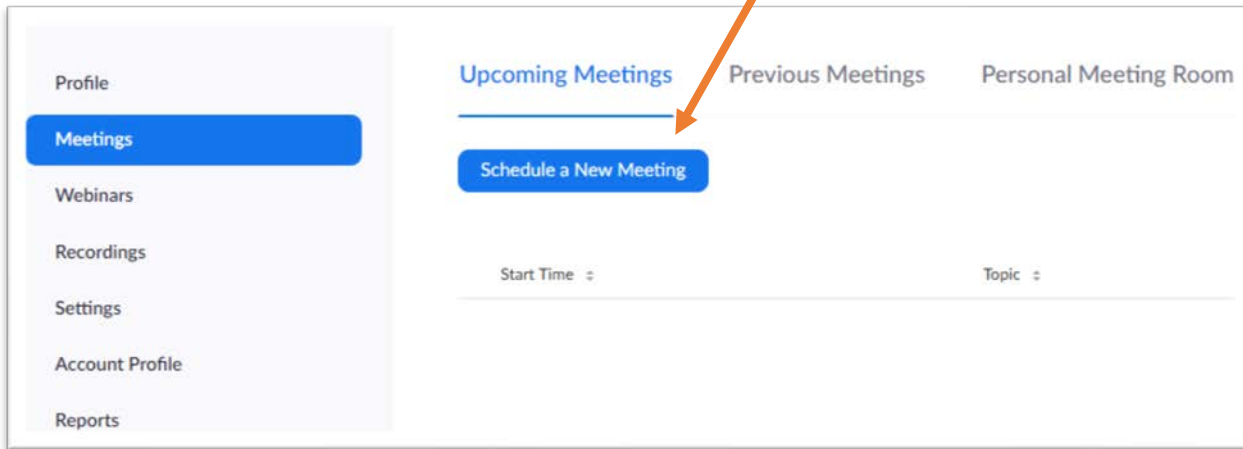 Profile
Meetings
Webinars
Recordings
Settings
Account Profile
Reports
Upcoming Meetings Previous Meetings Personal Meeting Room
Schedule a New Meeting
Start Time Topic